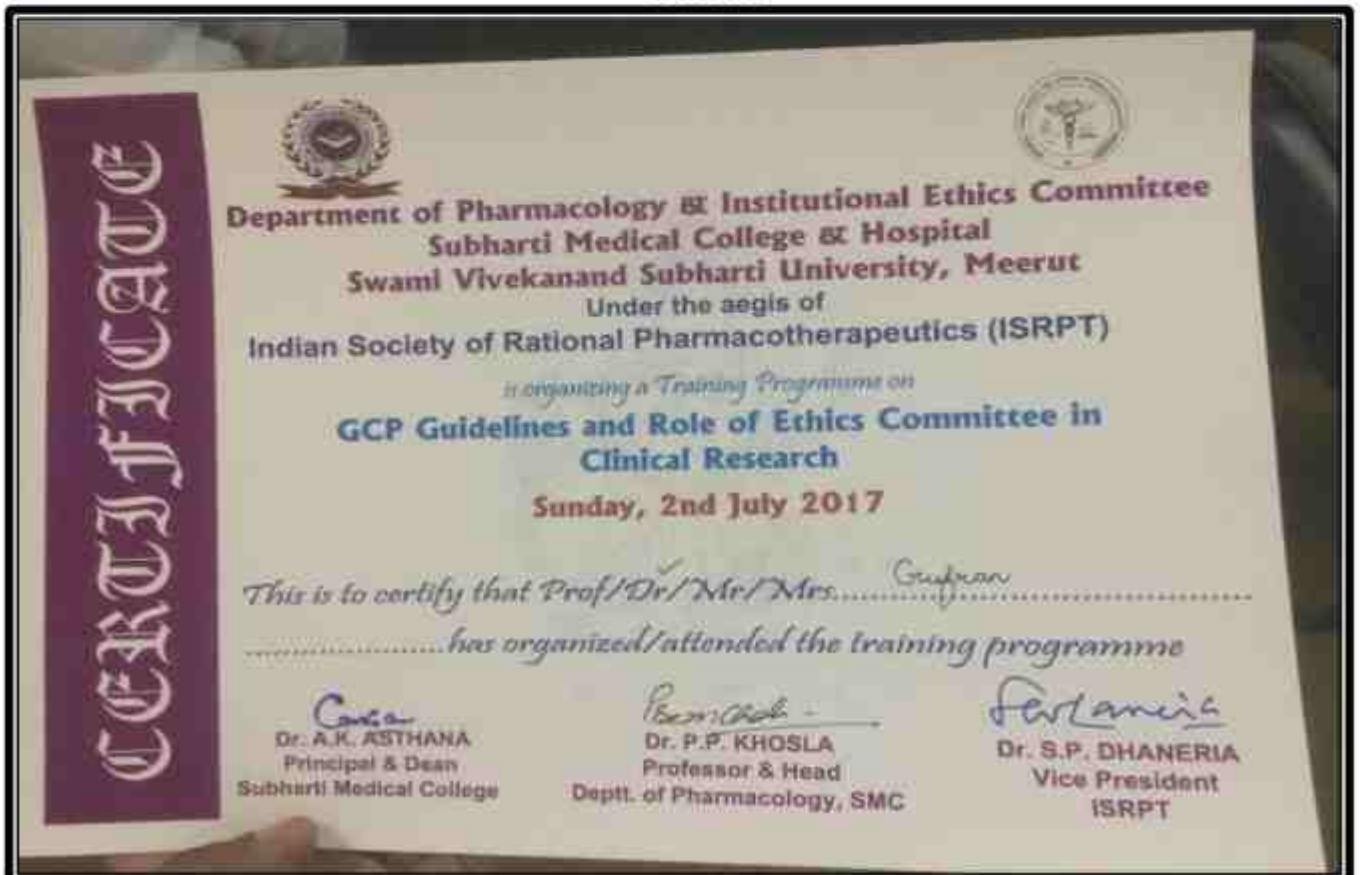 CERTIFICATE
Department of Pharmacology & Institutional Ethics Committee
Subharti Medical College & Hospital
Swami Vivekanand Subharti University, Meerut
Under the aegis of
Indian Society of Rational Pharmacotherapeutics (ISRPT)
is organizing a Training Programme on
GCP Guidelines and Role of Ethics Committee in
Clinical Research
Sunday, 2nd July 2017
This is to certify that Prof/Dr/Mr/Mrs. Gufran
has organized/attended the training programme
Dr. A.K. ASTHANA
Principal & Dean
Subharti Medical College
Dr. P.P. KHOSLA
Professor & Head
Deptt. of Pharmacology, SMC
Dr. S.P. DHANERIA
Vice President
ISRPT